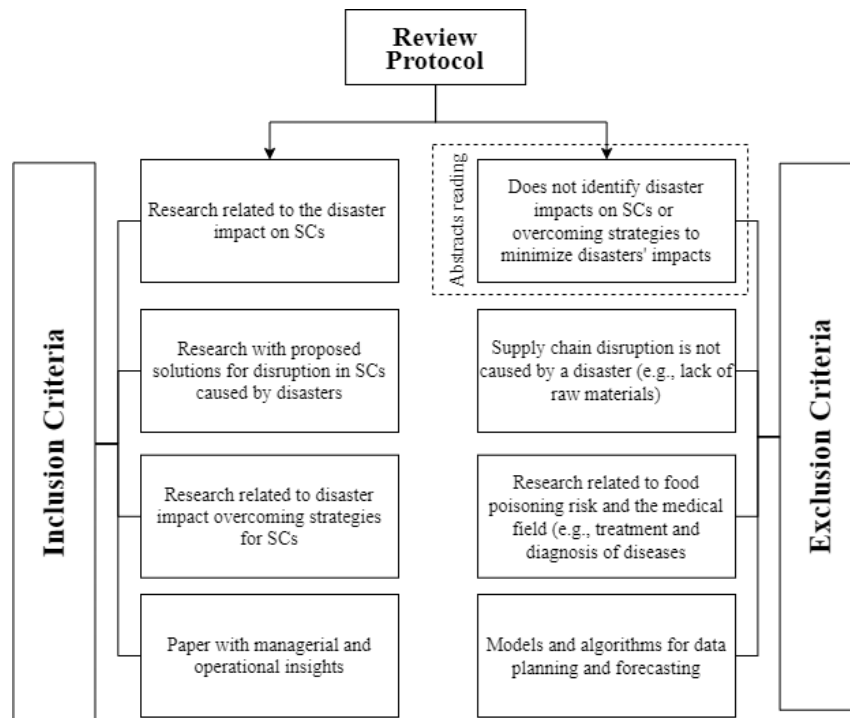 Review
Protocol
Inclusion Criteria
Research related to the disaster
impact on SCs
Research with proposed
solutions for disruption in SCs
caused by disasters
Research related to disaster
impact overcoming strategies
for SCs
Paper with managerial and
operational insights
Abstracts reading
Does not identify disaster
impacts on SCs or
overcoming strategies to
minimize disasters' impacts
Supply chain disruption is not
caused by a disaster (e.g., lack of
raw materials)
Research related to food
poisoning risk and the medical
field (e.g., treatment and
diagnosis of diseases
Models and algorithms for data
planning and forecasting
Exclusion Criteria